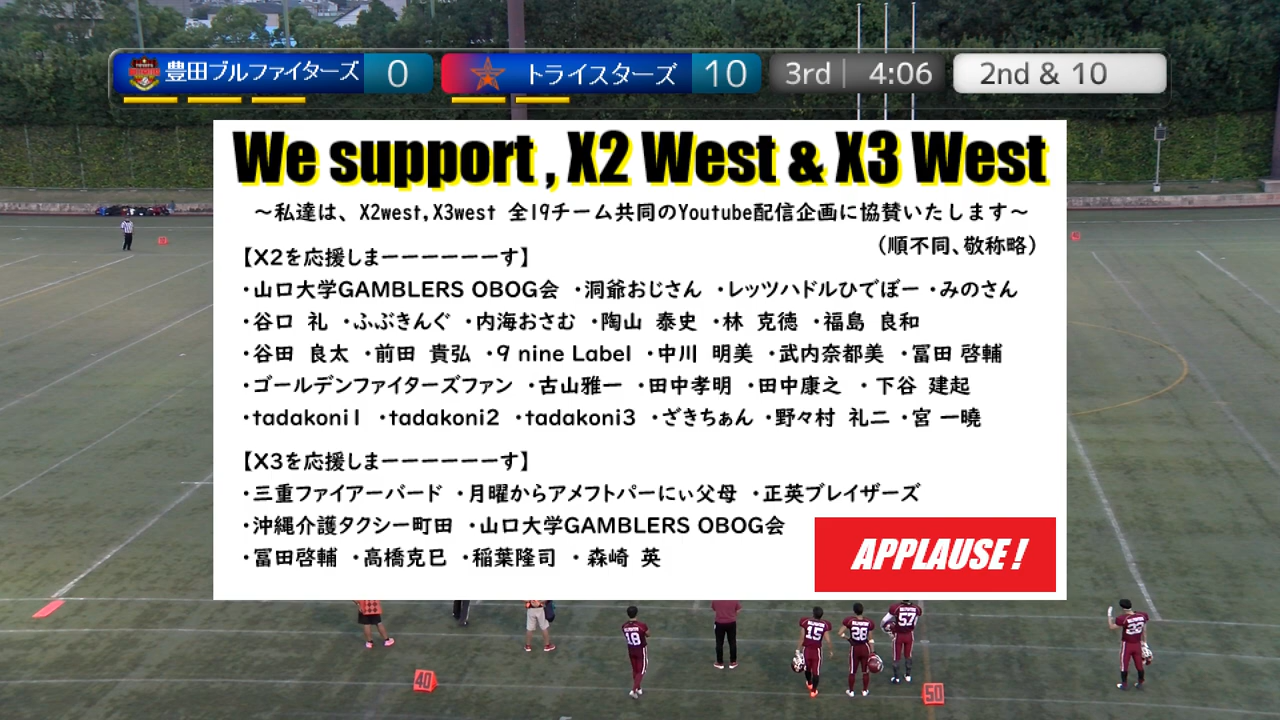 豊田ブルファイターズ 0 トライスターズ 10 3rd 4:06 2nd & 10
We support , X2 West & X3 West
～私達は、X2west,X3west 全19チーム共同のYoutube配信企画に協賛いたします～
（順不同、敬称略）
【X2を応援しまーーーーーーす】
・山口大学GAMBLERS OBOG会 ・洞爺おじさん ・レッツハドルひでぼー ・みのさん
・谷口 礼 ・ふぶきんぐ ・内海おさむ ・陶山 泰史 ・林 克徳 ・福島 良和
・谷田 良太 ・前田 貴弘 ・9 nine Label ・中川 明美 ・武内奈都美 ・冨田 啓輔
・ゴールデンファイターズファン ・古山雅一 ・田中孝明 ・田中康之 ・下谷 建起
・tadakoni1 ・tadakoni2 ・tadakoni3 ・ざきちぁん ・野々村 礼二 ・宮 一曉
【X3を応援しまーーーーーーす】
・三重ファイアーバード ・月曜からアメフトパーにぃ父母 ・正英ブレイザーズ
・沖縄介護タクシー町田 ・山口大学GAMBLERS OBOG会
・冨田啓輔 ・高橋克巳 ・稲葉隆司 ・森崎 英
APPLAUSE !
18
15
28
57
40
50